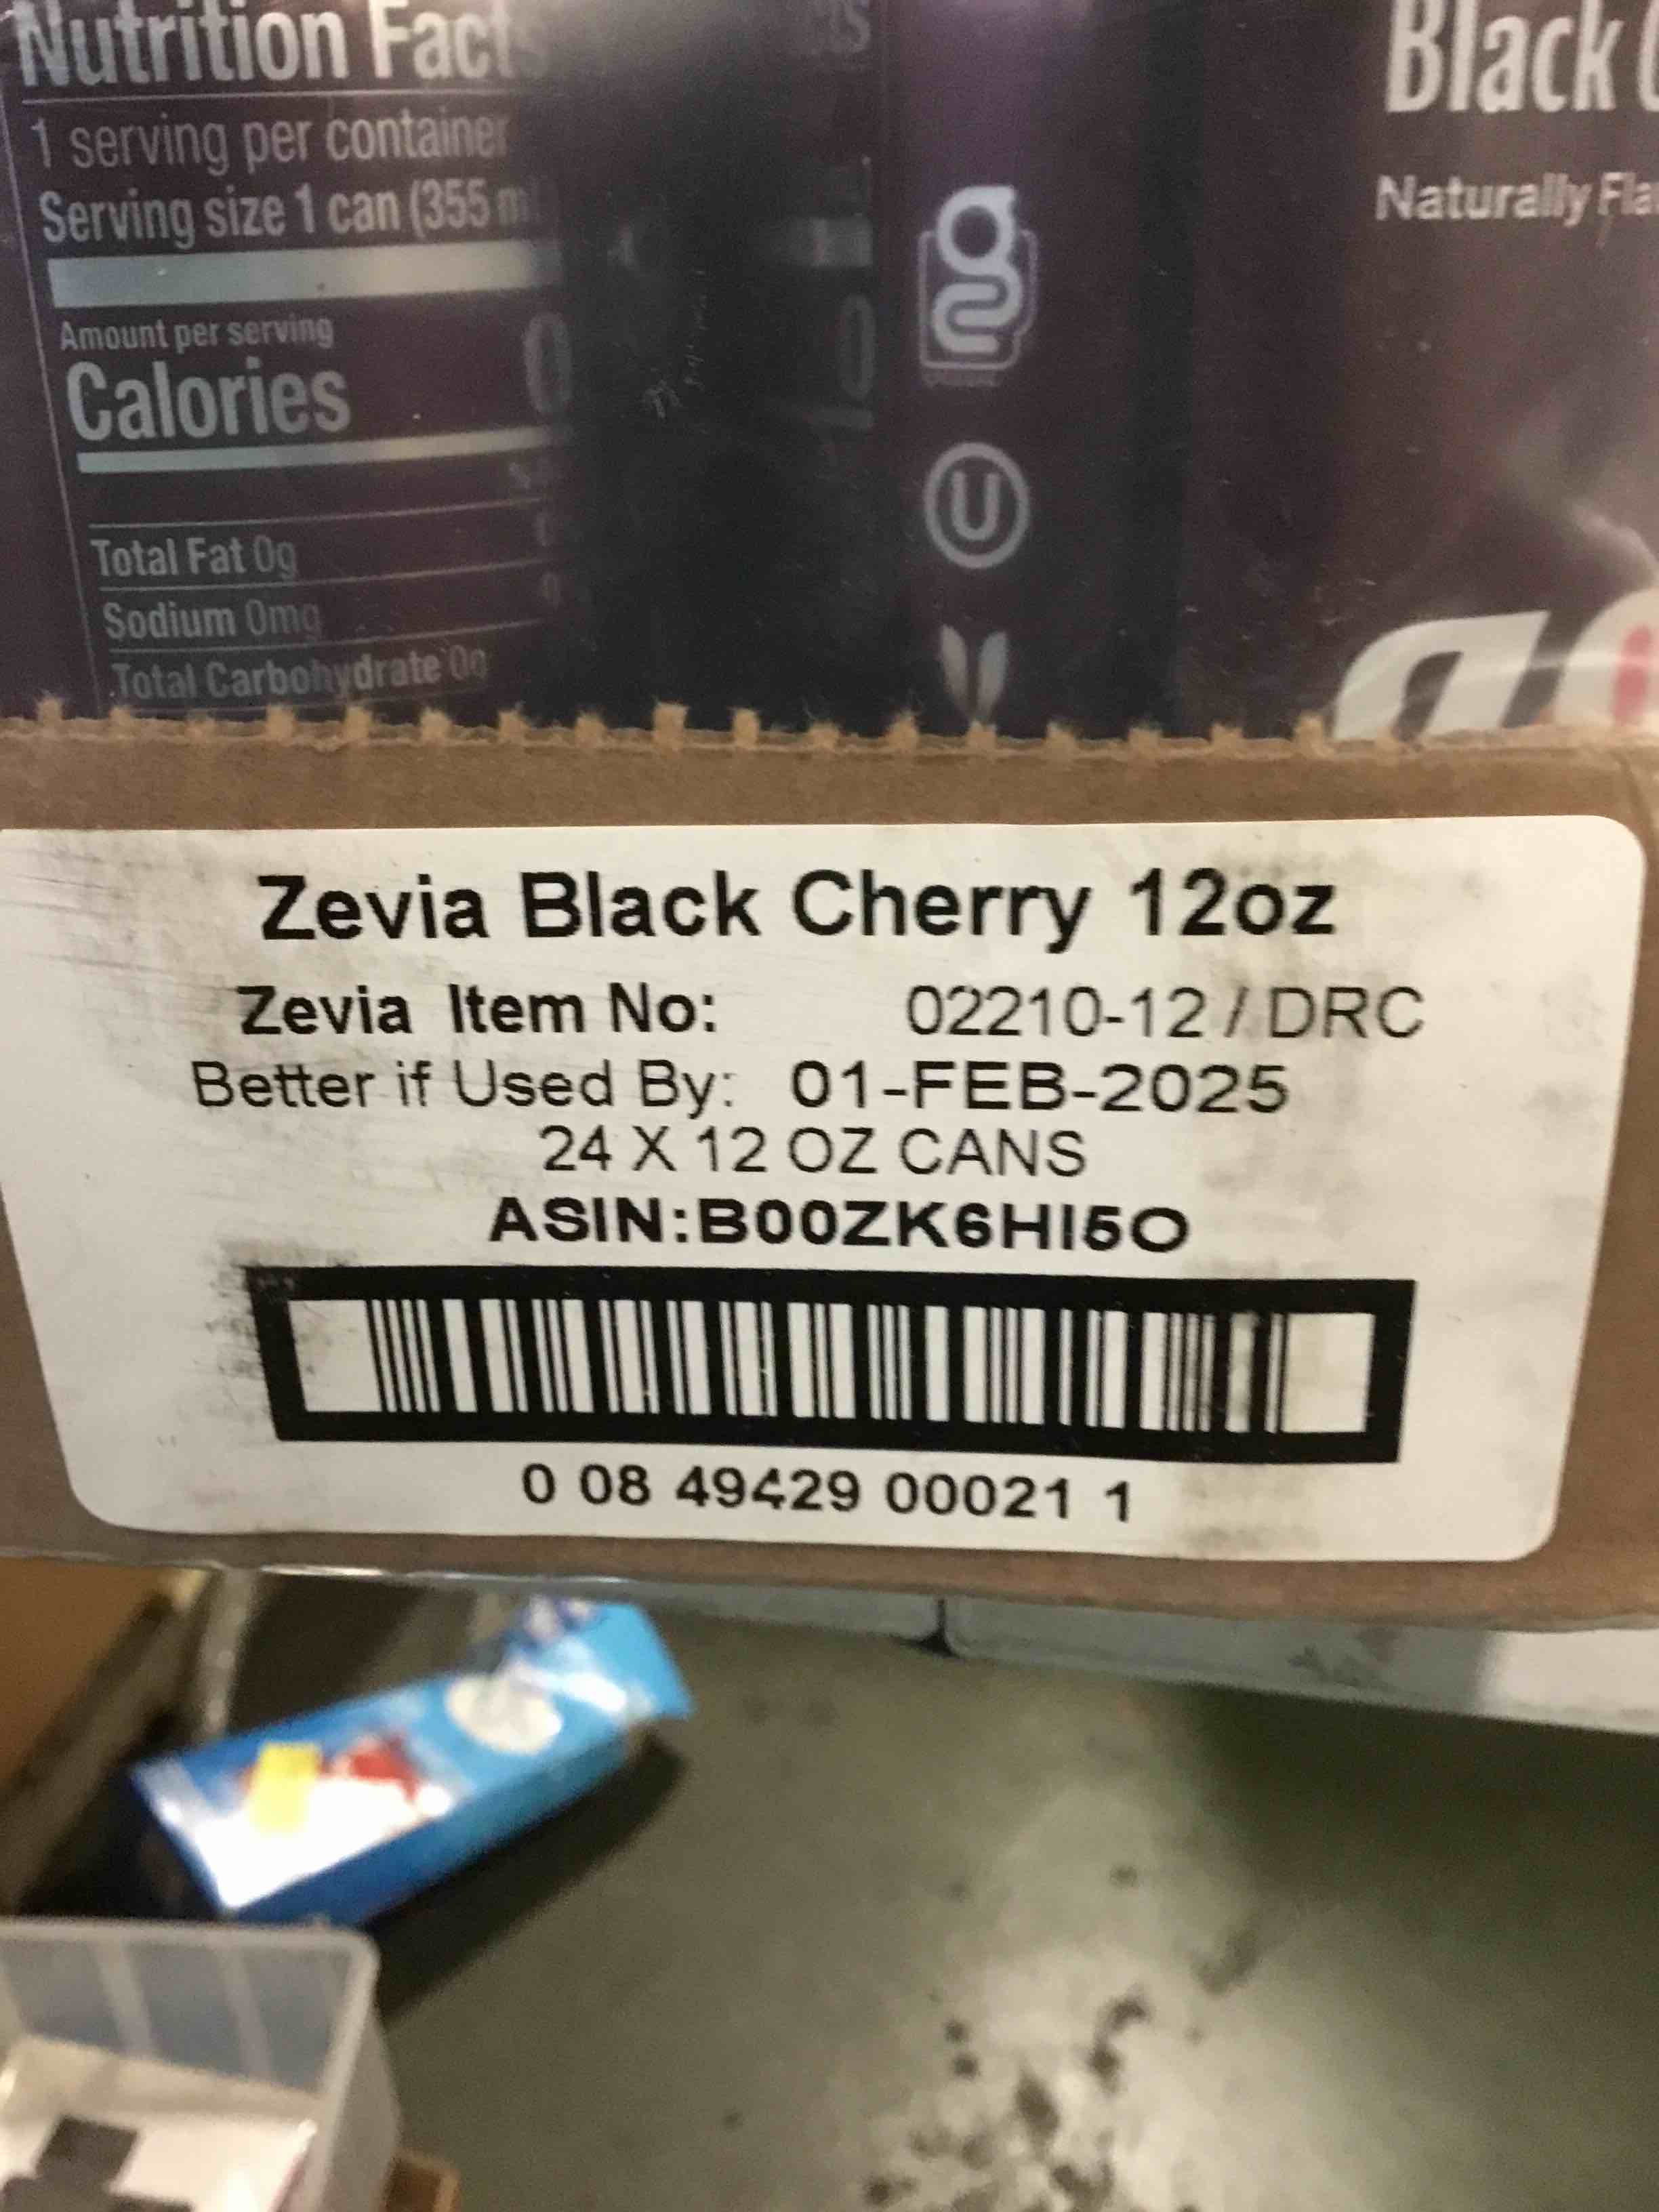 Nutrition Facts
1 serving per container
Serving size 1 can (355 ml
Amount per serving
Calories 0
Total Fat 0g
Sodium 0mg
Total Carbohydrate 0g
U
Black
Naturally
Zevia Black Cherry 12oz
Zevia Item No: 02210-12 / DRC
Better if Used By: 01-FEB-2025
24 X 12 OZ CANS
ASIN:B00ZK6HI5O
0 08 49429 00021 1